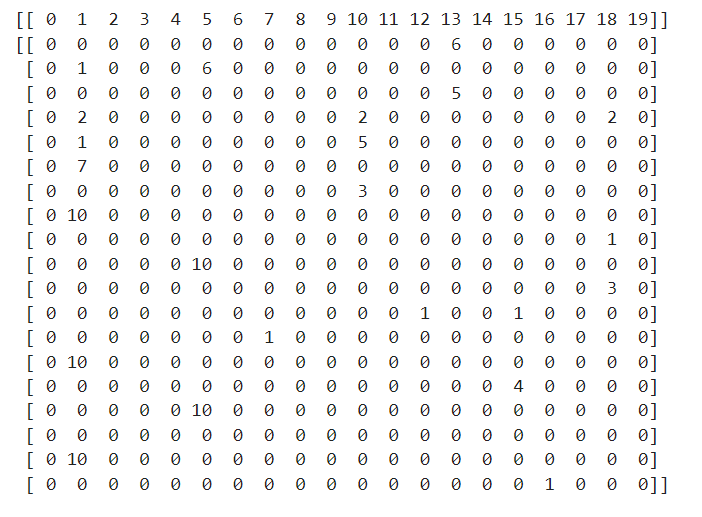 [[ 0  1  2  3  4  5  6  7  8  9 10 11 12 13 14 15 16 17 18 19]]
[[ 0  0  0  0  0  0  0  0  0  0  0  0  0  6  0  0  0  0  0  0]
 [ 0  1  0  0  0  6  0  0  0  0  0  0  0  0  0  0  0  0  0  0]
 [ 0  0  0  0  0  0  0  0  0  0  0  0  0  5  0  0  0  0  0  0]
 [ 0  2  0  0  0  0  0  0  0  0  2  0  0  0  0  0  0  0  2  0]
 [ 0  1  0  0  0  0  0  0  0  0  5  0  0  0  0  0  0  0  0  0]
 [ 0  7  0  0  0  0  0  0  0  0  0  0  0  0  0  0  0  0  0  0]
 [ 0  0  0  0  0  0  0  0  0  0  3  0  0  0  0  0  0  0  0  0]
 [ 0 10  0  0  0  0  0  0  0  0  0  0  0  0  0  0  0  0  0  0]
 [ 0  0  0  0  0  0  0  0  0  0  0  0  0  0  0  0  0  0  1  0]
 [ 0  0  0  0  0 10  0  0  0  0  0  0  0  0  0  0  0  0  0  0]
 [ 0  0  0  0  0  0  0  0  0  0  0  0  0  0  0  0  0  0  3  0]
 [ 0  0  0  0  0  0  0  0  0  0  0  0  1  0  0  1  0  0  0  0]
 [ 0  0  0  0  0  0  0  1  0  0  0  0  0  0  0  0  0  0  0  0]
 [ 0 10  0  0  0  0  0  0  0  0  0  0  0  0  0  0  0  0  0  0]
 [ 0  0  0  0  0  0  0  0  0  0  0  0  0  0  0  4  0  0  0  0]
 [ 0  0  0  0  0 10  0  0  0  0  0  0  0  0  0  0  0  0  0  0]
 [ 0  0  0  0  0  0  0  0  0  0  0  0  0  0  0  0  0  0  0  0]
 [ 0 10  0  0  0  0  0  0  0  0  0  0  0  0  0  0  0  0  0  0]
 [ 0  0  0  0  0  0  0  0  0  0  0  0  0  0  0  0  1  0  0  0]]